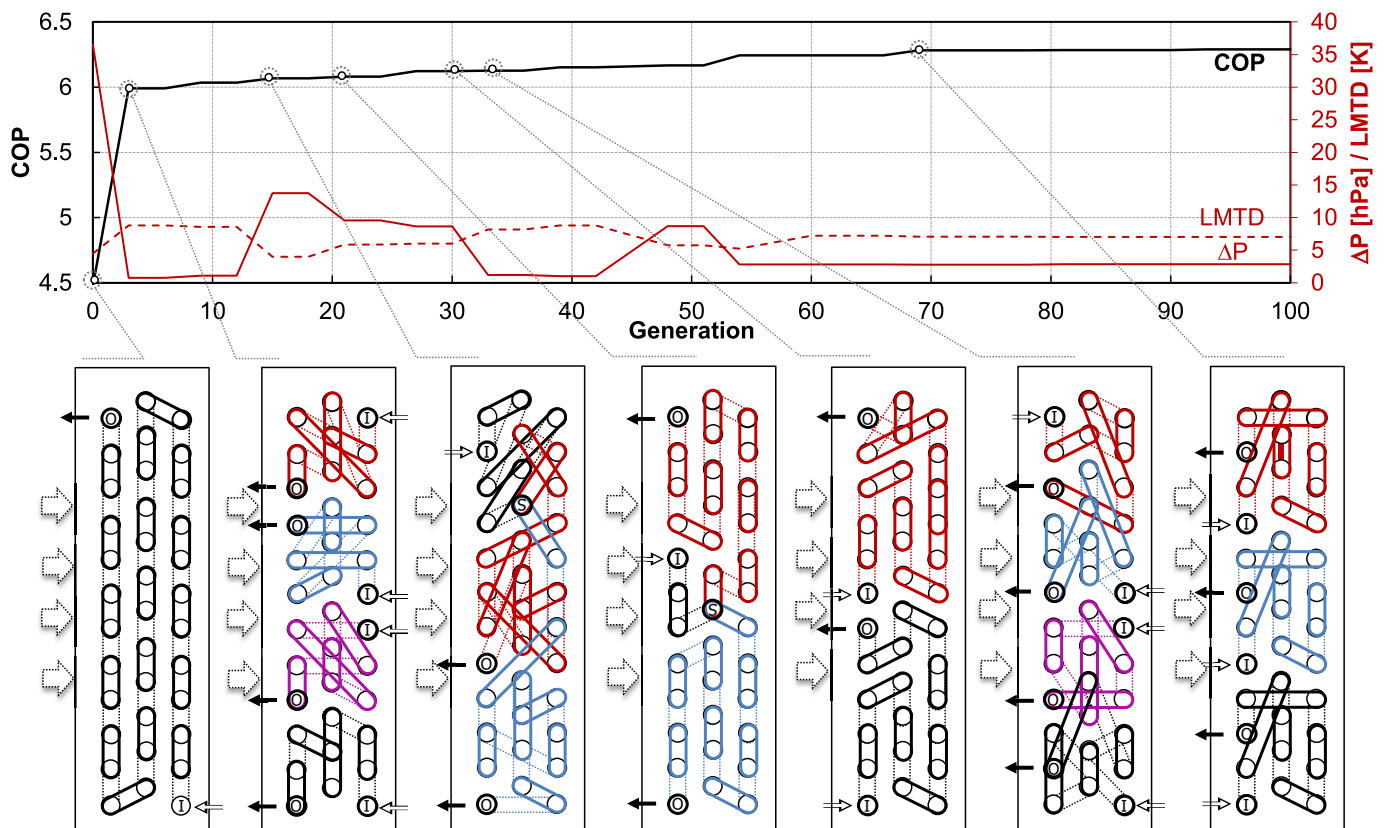 6.5
6
5.5
5
4.5
COP
40
35
30
25
20
15
10
5
0
ΔP [hPa] / LMTD [K]
COP
LMTD
ΔP
0 10 20 30 40 50 60 70 80 90 100
Generation
O I
O I O I O I O I
I S O O
O I S O
O I O I
I O O I I O O I
O I O I O I